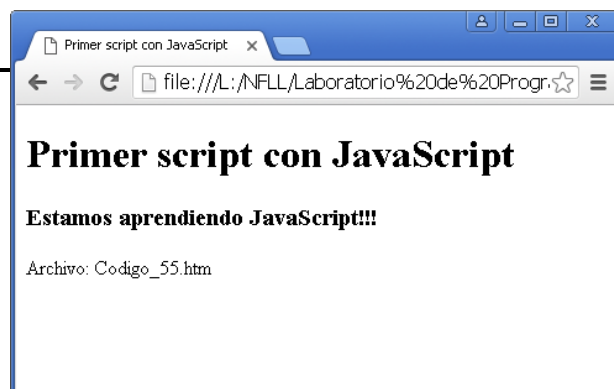 Primer script con JavaScript
file:///L:/NFLL/Laboratorio%20de%20Progr
Primer script con JavaScript
Estamos aprendiendo JavaScript!!!
Archivo: Codigo_55.htm